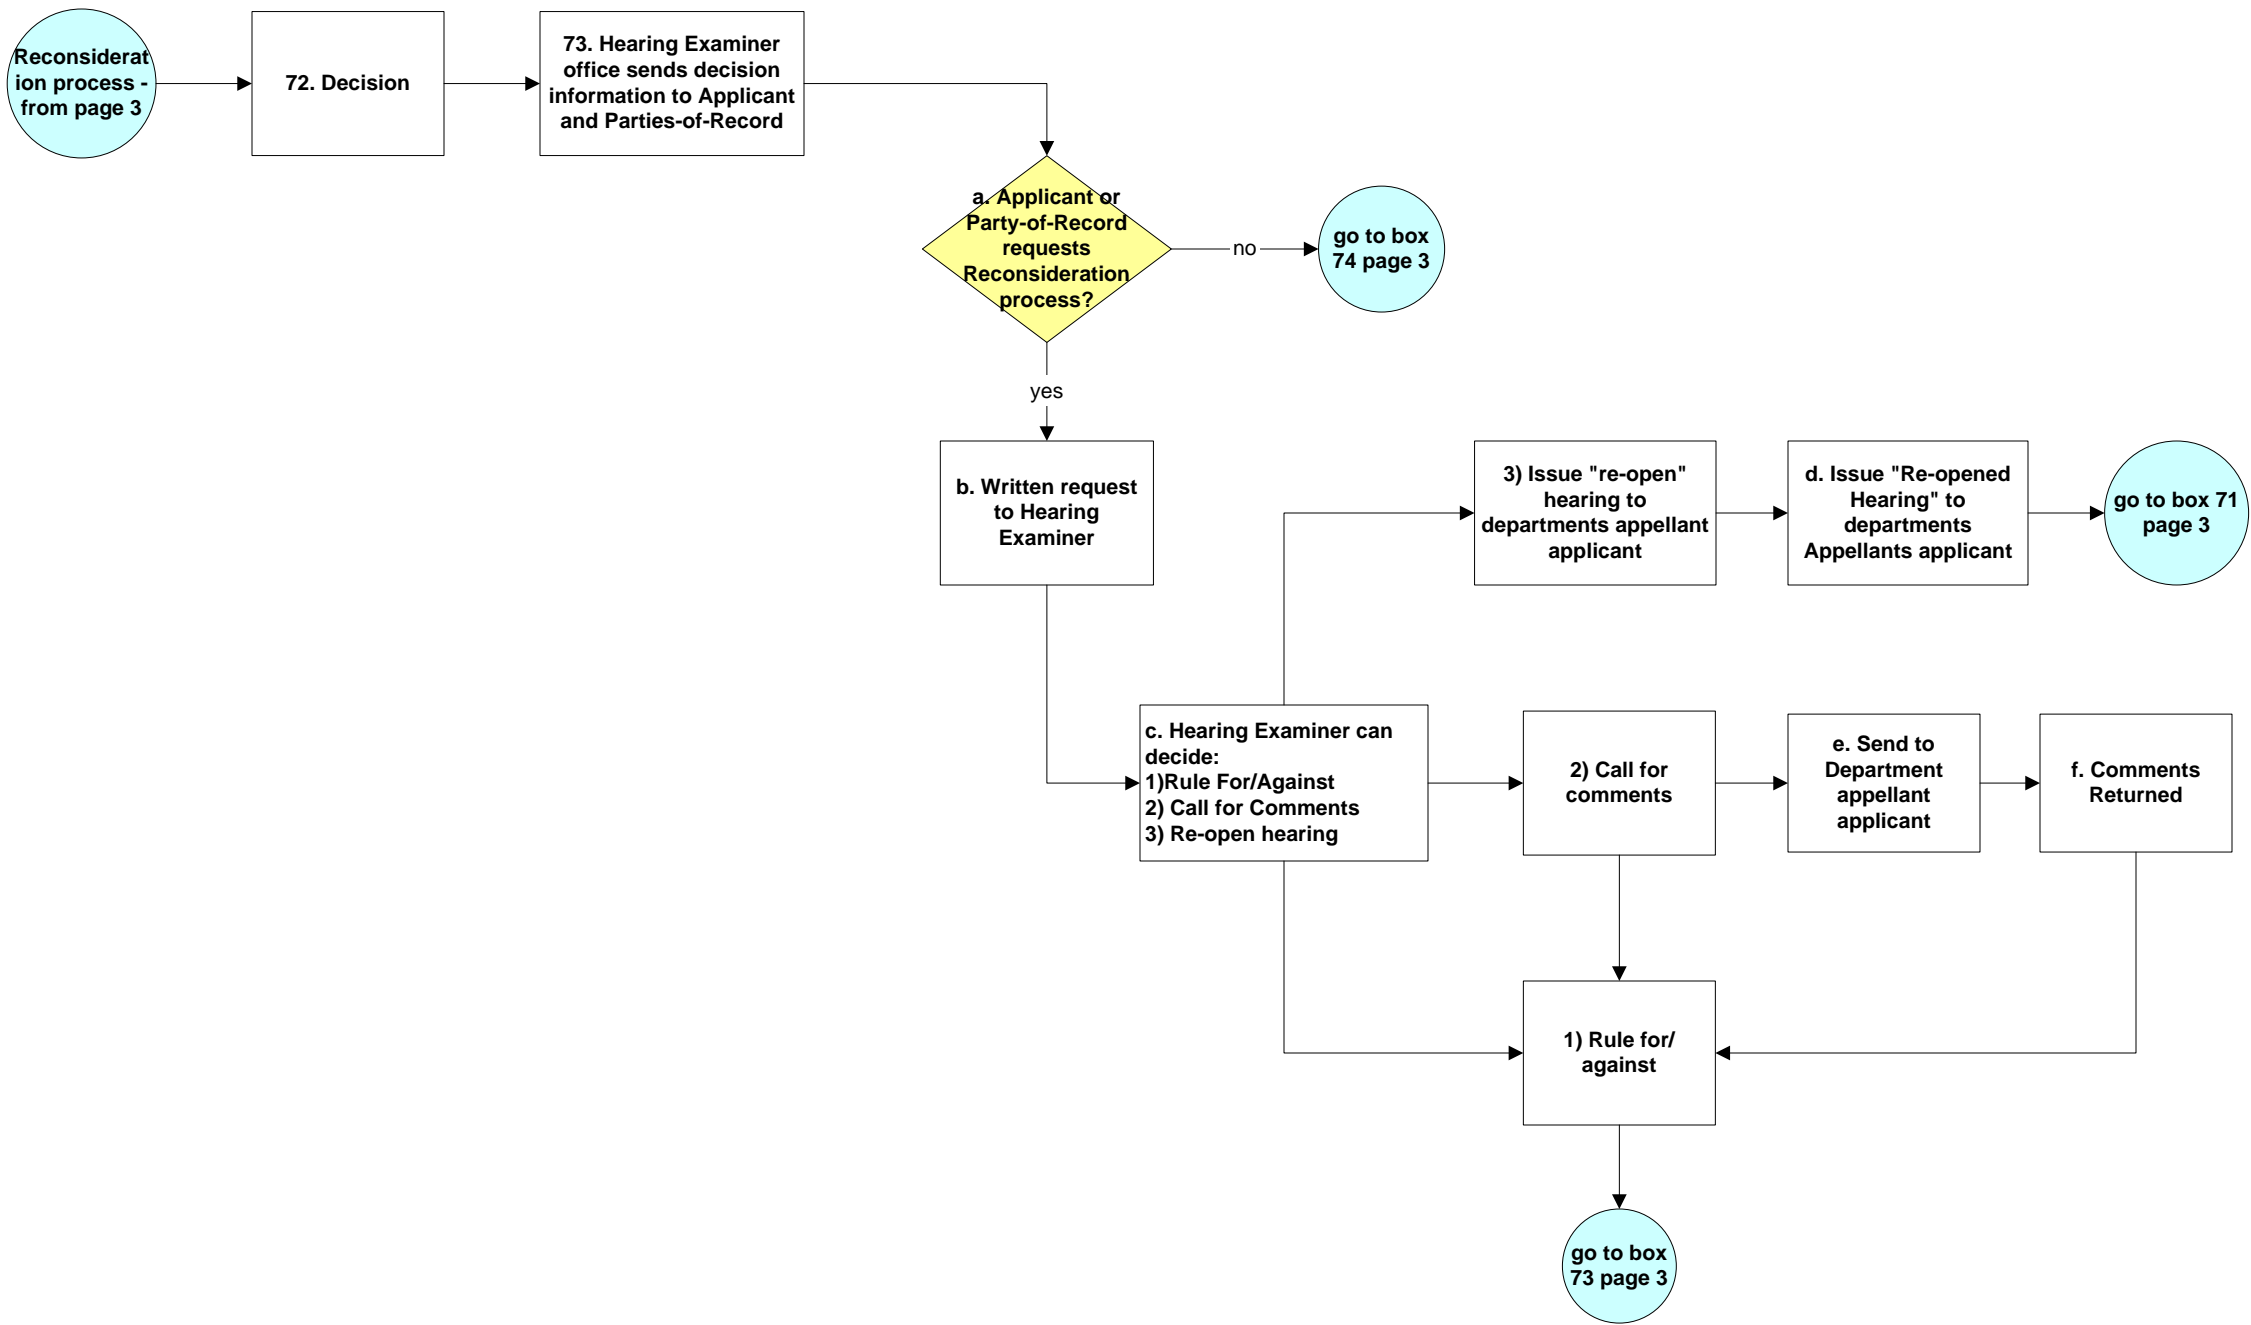 Reconsiderat
ion process -
from page 3
72. Decision
73. Hearing Examiner
office sends decision
information to Applicant
and Parties-of-Record
a. Applicant or
Party-of-Record
requests
Reconsideration
process?
no
go to box
74 page 3
yes
b. Written request
to Hearing
Examiner
3) Issue "re-open"
hearing to
departments appellant
applicant
d. Issue "Re-opened
Hearing" to
departments
Appellants applicant
go to box 71
page 3
c. Hearing Examiner can
decide:
1)Rule For/Against
2) Call for Comments
3) Re-open hearing
2) Call for
comments
e. Send to
Department
appellant
applicant
f. Comments
Returned
1) Rule for/
against
go to box
73 page 3